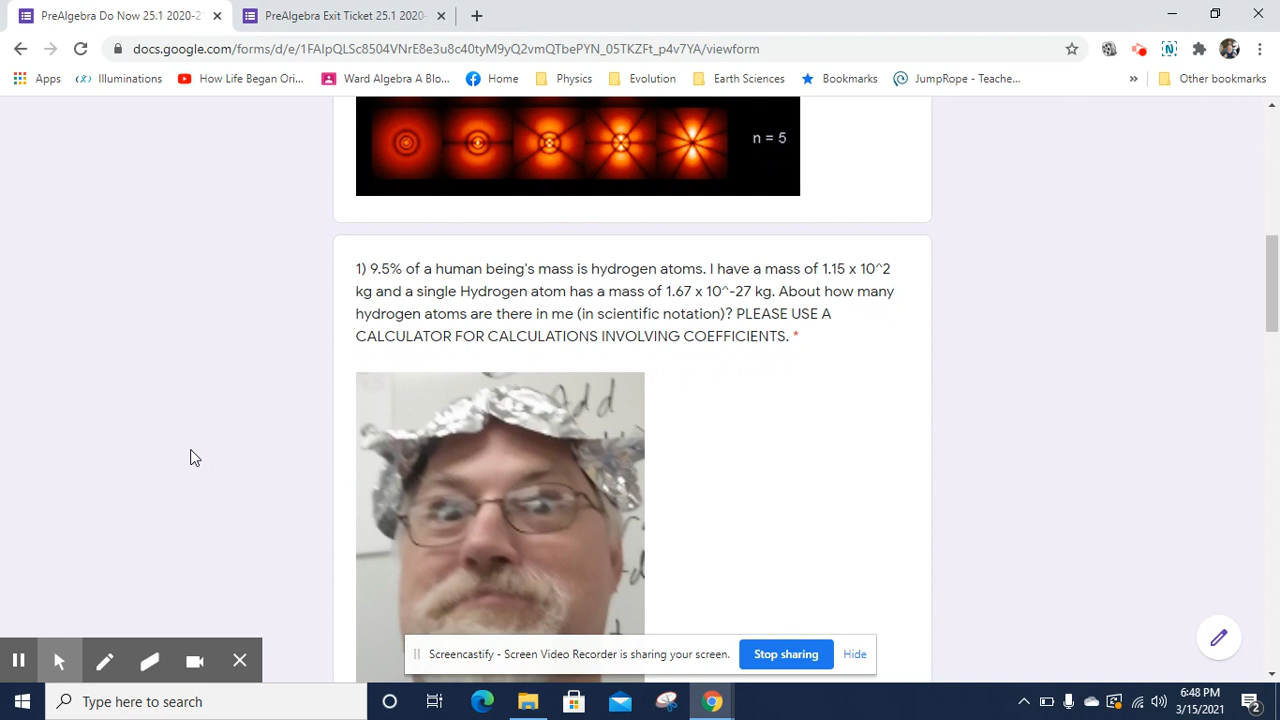 PreAlgebra Do Now 25.1 2020-2
PreAlgebra Exit Ticket 25.1 2020-
docs.google.com/forms/d/e/1FAIpQLSc8504VNrE8e3u8c40tyM9yQ2vmQTbePYN_05TKZFt_p4v7YA/viewform
Apps
Illuminations
How Life Began Ori...
Ward Algebra A Blo...
Home
Physics
Evolution
Earth Sciences
Bookmarks
JumpRope - Teache...
»
Other bookmarks
n = 5
1) 9.5% of a human being's mass is hydrogen atoms. I have a mass of 1.15 x 10^2
kg and a single Hydrogen atom has a mass of 1.67 x 10^-27 kg. About how many
hydrogen atoms are there in me (in scientific notation)? PLEASE USE A
CALCULATOR FOR CALCULATIONS INVOLVING COEFFICIENTS. *
Screencastify - Screen Video Recorder is sharing your screen.
Stop sharing
Hide
Type here to search
6:48 PM
3/15/2021
2